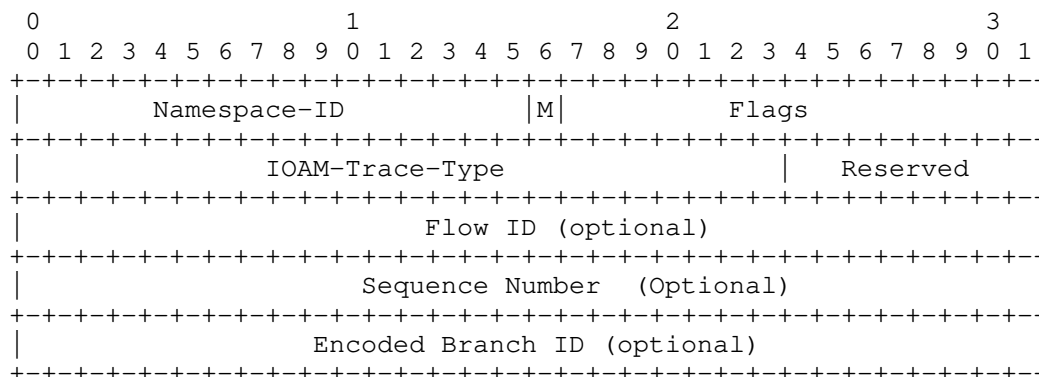 0                   1                   2                   3
 0 1 2 3 4 5 6 7 8 9 0 1 2 3 4 5 6 7 8 9 0 1 2 3 4 5 6 7 8 9 0 1
+-+-+-+-+-+-+-+-+-+-+-+-+-+-+-+-+-+-+-+-+-+-+-+-+-+-+-+-+-+-+-+--
|        Namespace-ID           |M|          Flags
+-+-+-+-+-+-+-+-+-+-+-+-+-+-+-+-+-+-+-+-+-+-+-+-+-+-+-+-+-+-+-+--
|               IOAM-Trace-Type                 |   Reserved
+-+-+-+-+-+-+-+-+-+-+-+-+-+-+-+-+-+-+-+-+-+-+-+-+-+-+-+-+-+-+-+--
|                         Flow ID (optional)
+-+-+-+-+-+-+-+-+-+-+-+-+-+-+-+-+-+-+-+-+-+-+-+-+-+-+-+-+-+-+-+--
|                     Sequence Number  (Optional)
+-+-+-+-+-+-+-+-+-+-+-+-+-+-+-+-+-+-+-+-+-+-+-+-+-+-+-+-+-+-+-+--
|                  Encoded Branch ID (optional)
+-+-+-+-+-+-+-+-+-+-+-+-+-+-+-+-+-+-+-+-+-+-+-+-+-+-+-+-+-+-+-+--